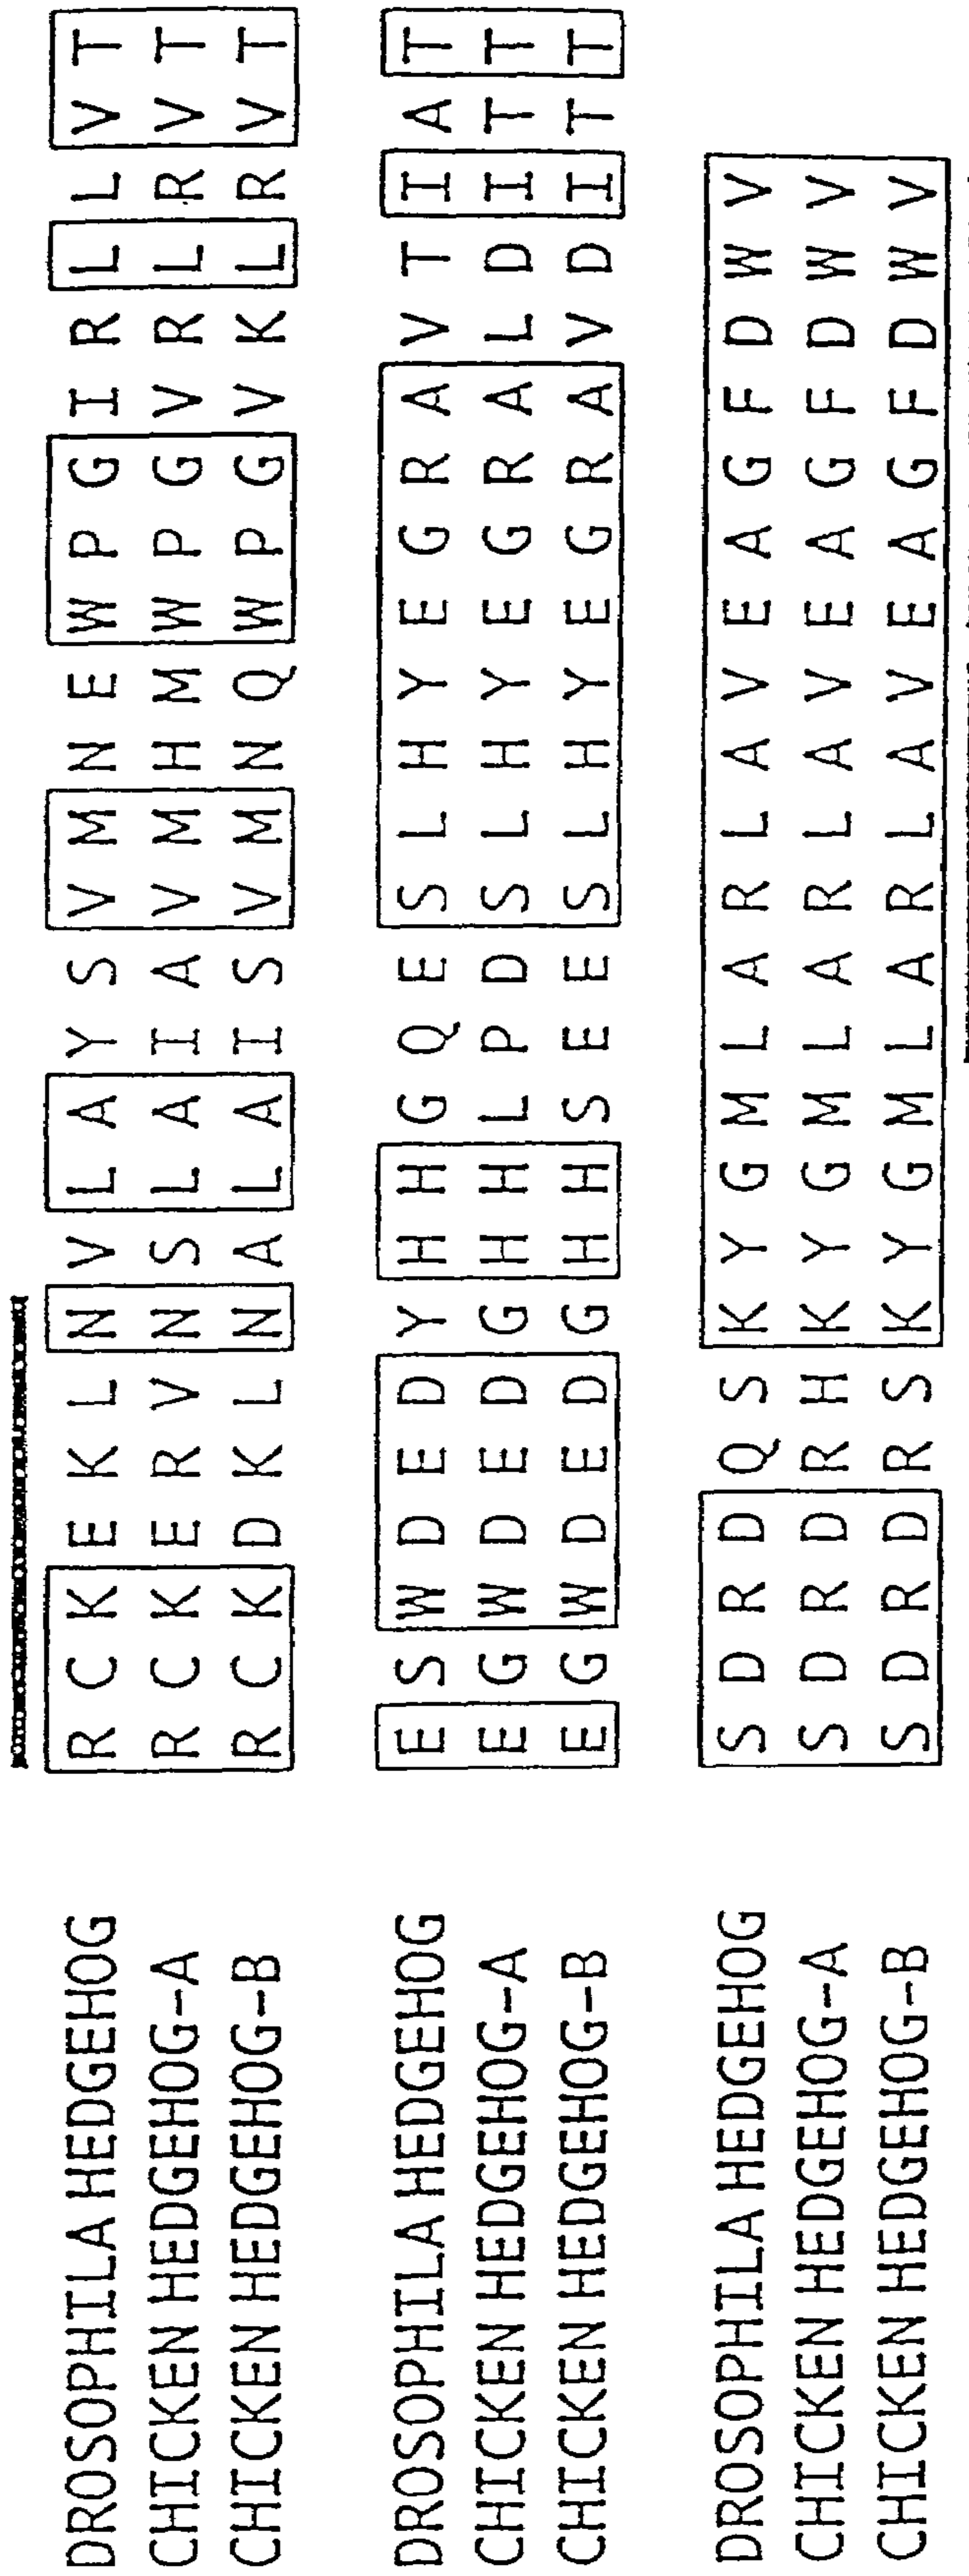 DROSOPHILA HEDGEHOG R C K E K L N V L A Y S V M N E W P G I R L L V T
CHICKEN HEDGEHOG-A R C K E R V N S L A I A V M H M W P G V R L R V T
CHICKEN HEDGEHOG-B R C K D K L N A L A I S V M N Q W P G V K L R V T
DROSOPHILA HEDGEHOG E S W D E D Y H H G Q E S L H Y E G R A V T I A T
CHICKEN HEDGEHOG-A E G W D E D G H H L P D S L H Y E G R A L D I T T
CHICKEN HEDGEHOG-B E G W D E D G H H S E E S L H Y E G R A V D I T T
DROSOPHILA HEDGEHOG S D R D Q S K Y G M L A R L A V E A G F D W V
CHICKEN HEDGEHOG-A S D R D R H K Y G M L A R L A V E A G F D W V
CHICKEN HEDGEHOG-B S D R D R S K Y G M L A R L A V E A G F D W V